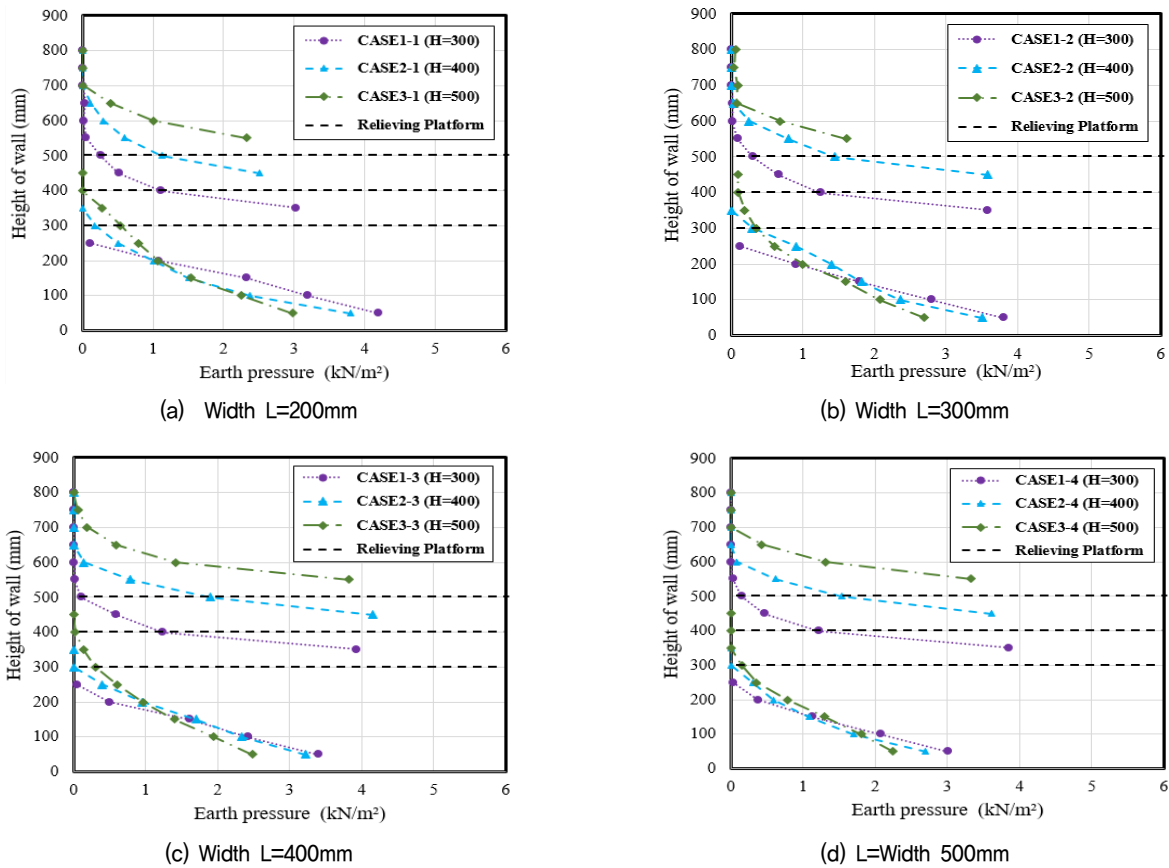 900
800
700
600
500
400
300
200
100
0
Height of wall (mm)
CASE1-1 (H=300)
CASE2-1 (H=400)
CASE3-1 (H=500)
Relieving Platform
0 1 2 3 4 5 6
Earth pressure (kN/m²)
(a) Width L=200mm
900
800
700
600
500
400
300
200
100
0
Height of wall (mm)
CASE1-2 (H=300)
CASE2-2 (H=400)
CASE3-2 (H=500)
Relieving Platform
0 1 2 3 4 5 6
Earth pressure (kN/m²)
(b) Width L=300mm
900
800
700
600
500
400
300
200
100
0
Height of wall (mm)
CASE1-3 (H=300)
CASE2-3 (H=400)
CASE3-3 (H=500)
Relieving Platform
0 1 2 3 4 5 6
Earth pressure (kN/m²)
(c) Width L=400mm
900
800
700
600
500
400
300
200
100
0
Height of wall (mm)
CASE1-4 (H=300)
CASE2-4 (H=400)
CASE3-4 (H=500)
Relieving Platform
0 1 2 3 4 5 6
Earth pressure (kN/m²)
(d) L=Width 500mm